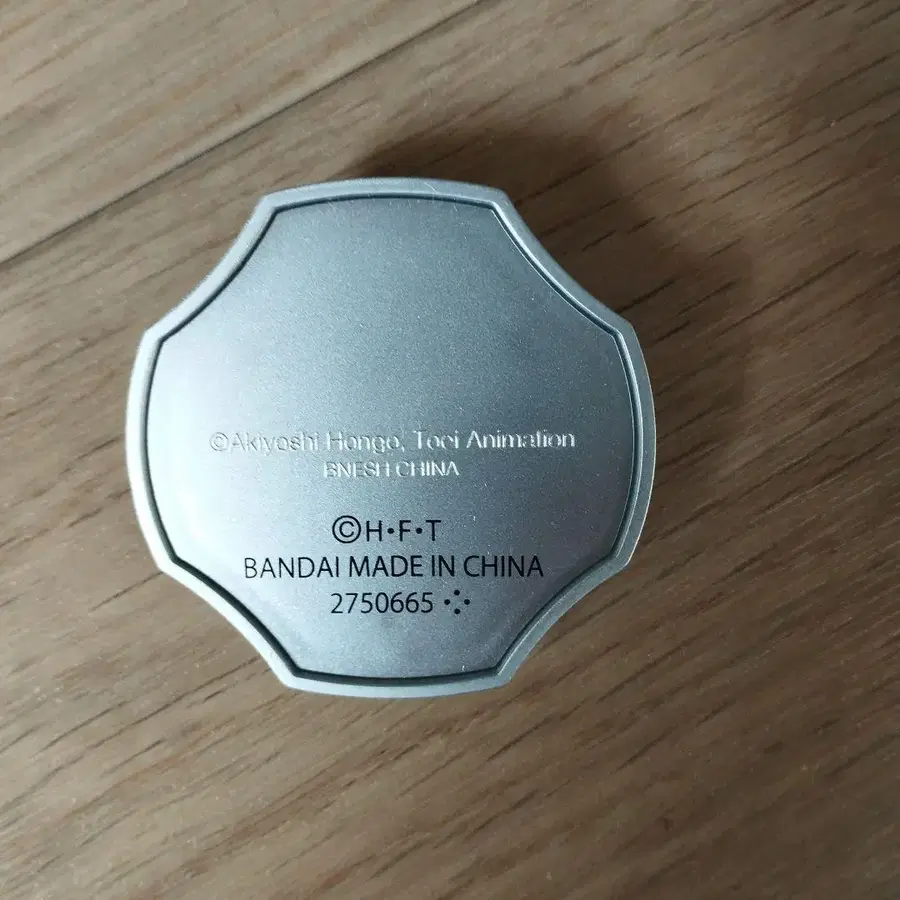 ©Akiyoshi Hongo, Toei Animation
BNESH CHINA
©H·F·T
BANDAI MADE IN CHINA
2750665